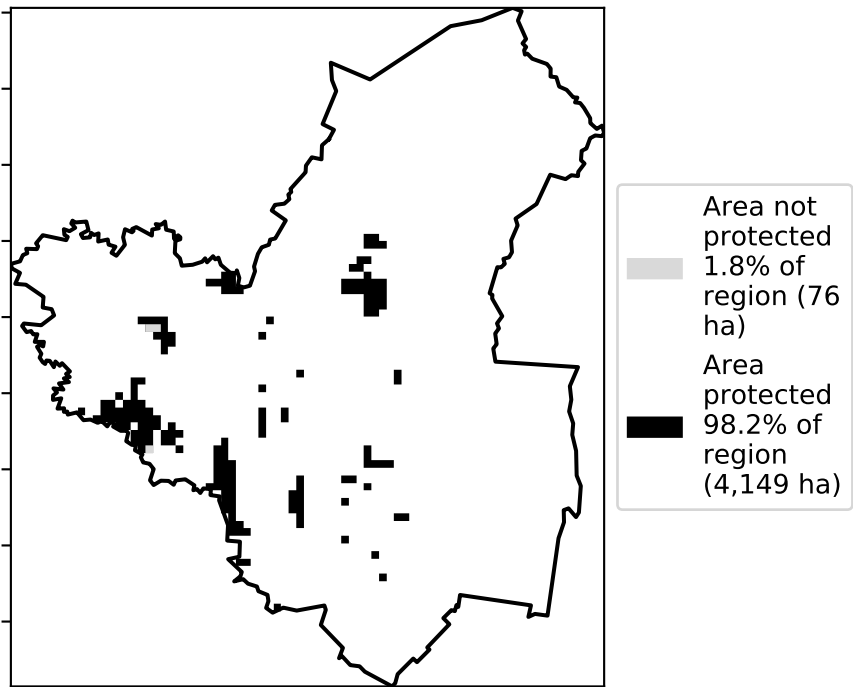 Area not
protected
1.8% of
region (76
ha)
Area
protected
98.2% of
region
(4,149 ha)